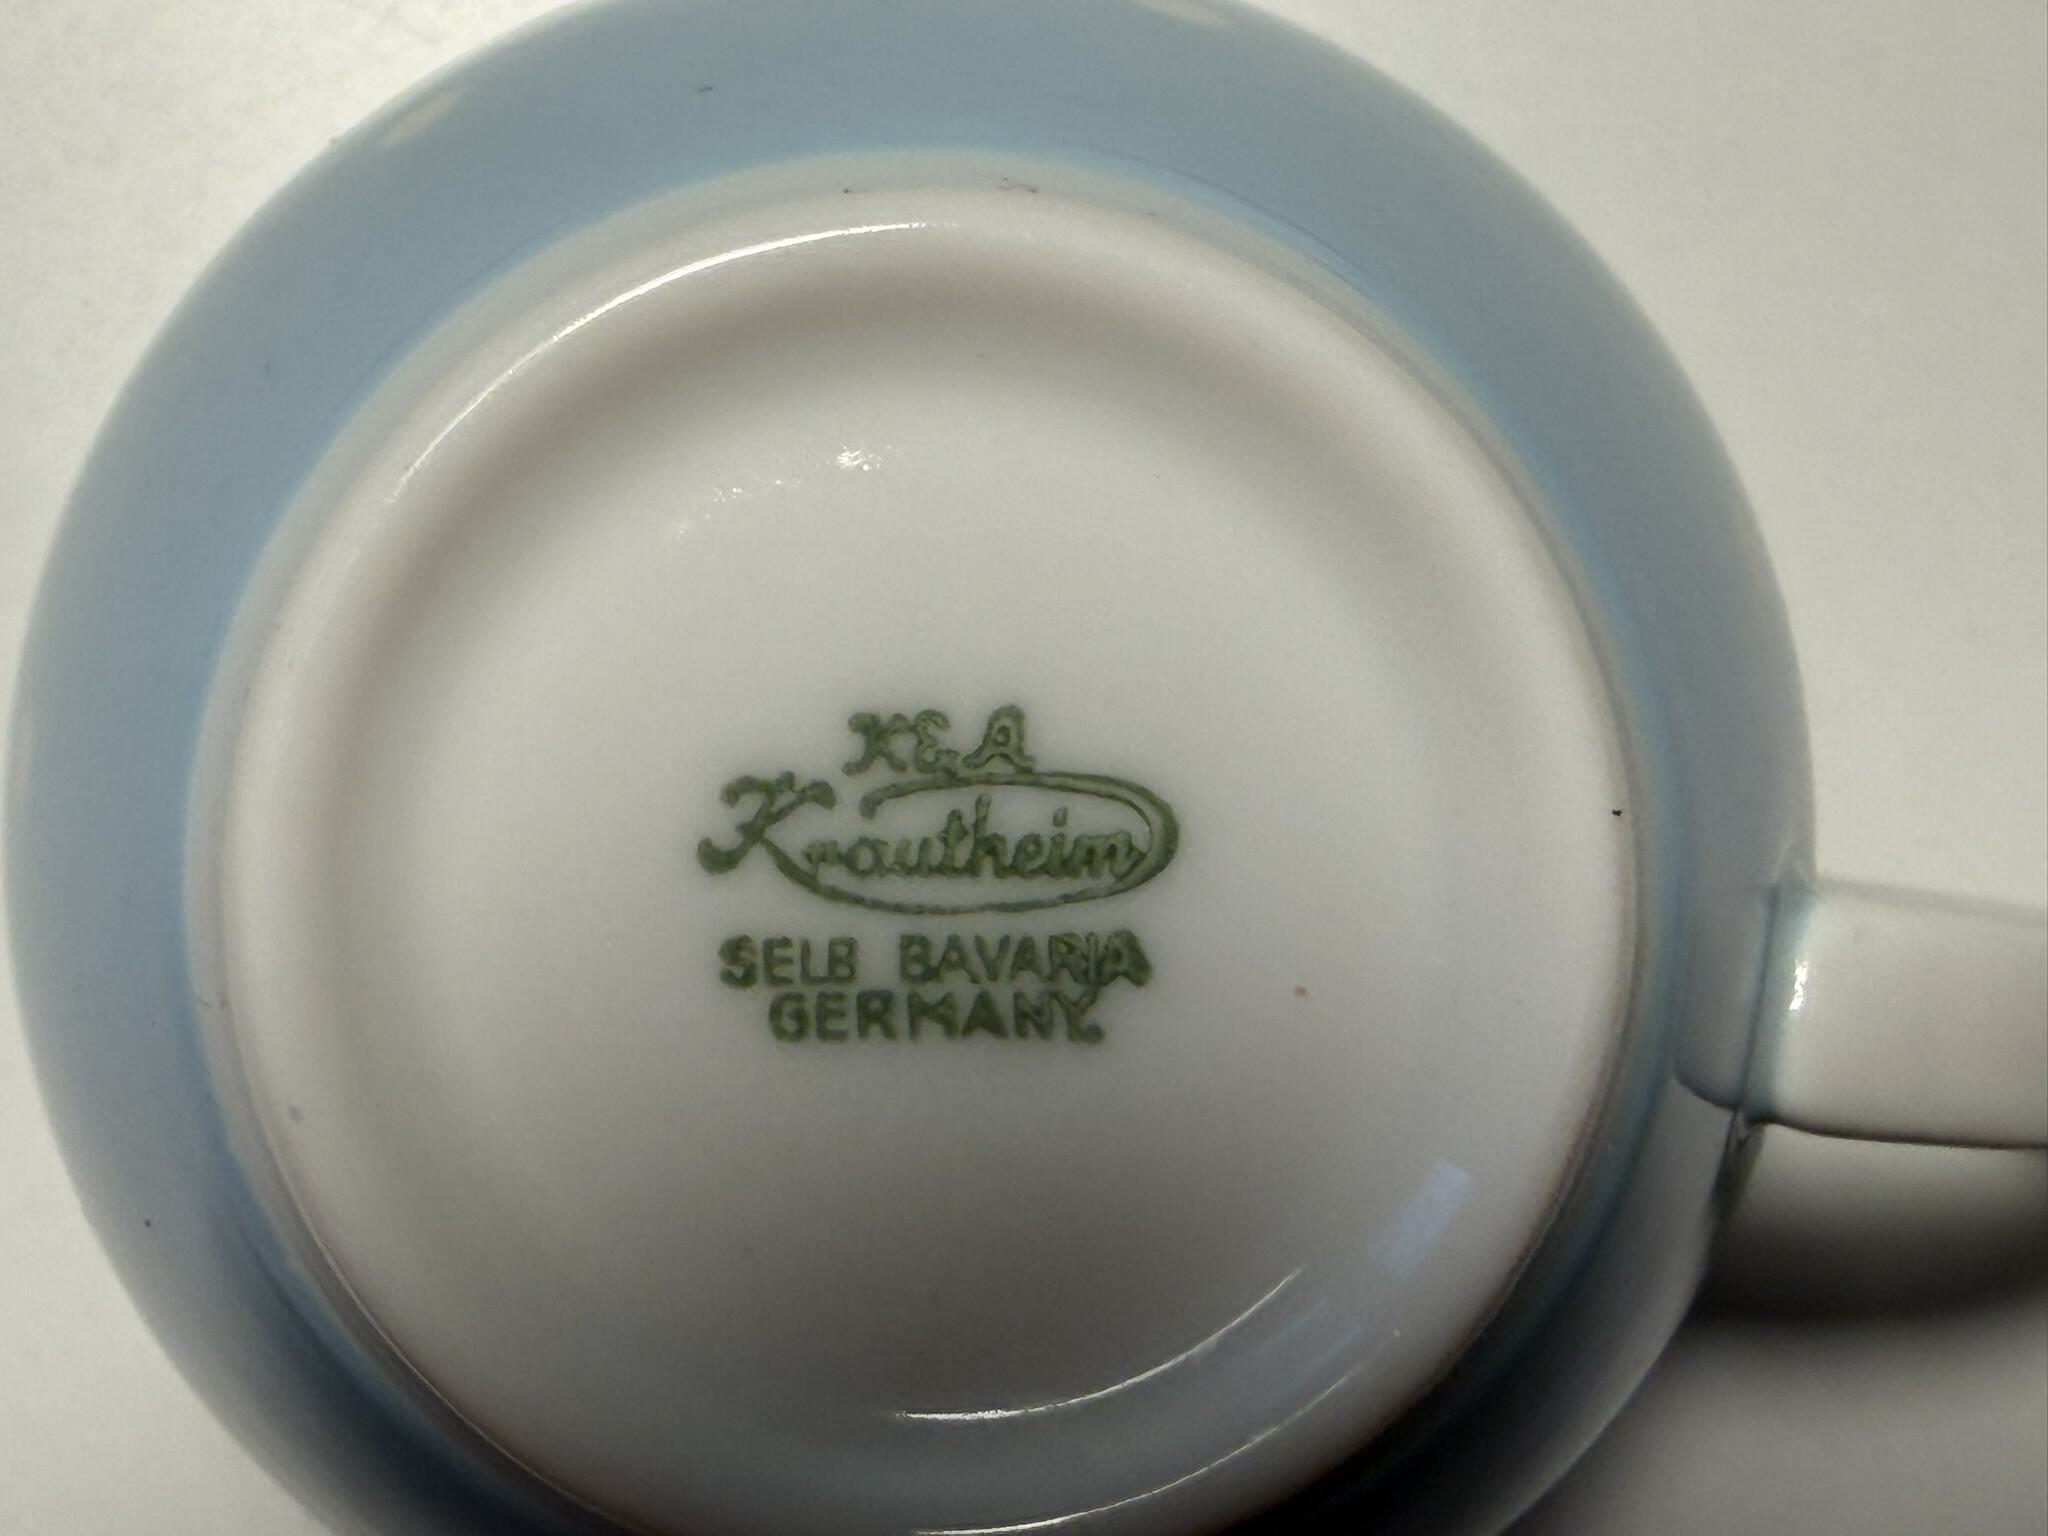 K&A
Krautheim
SELB BAVARIA
GERMANY